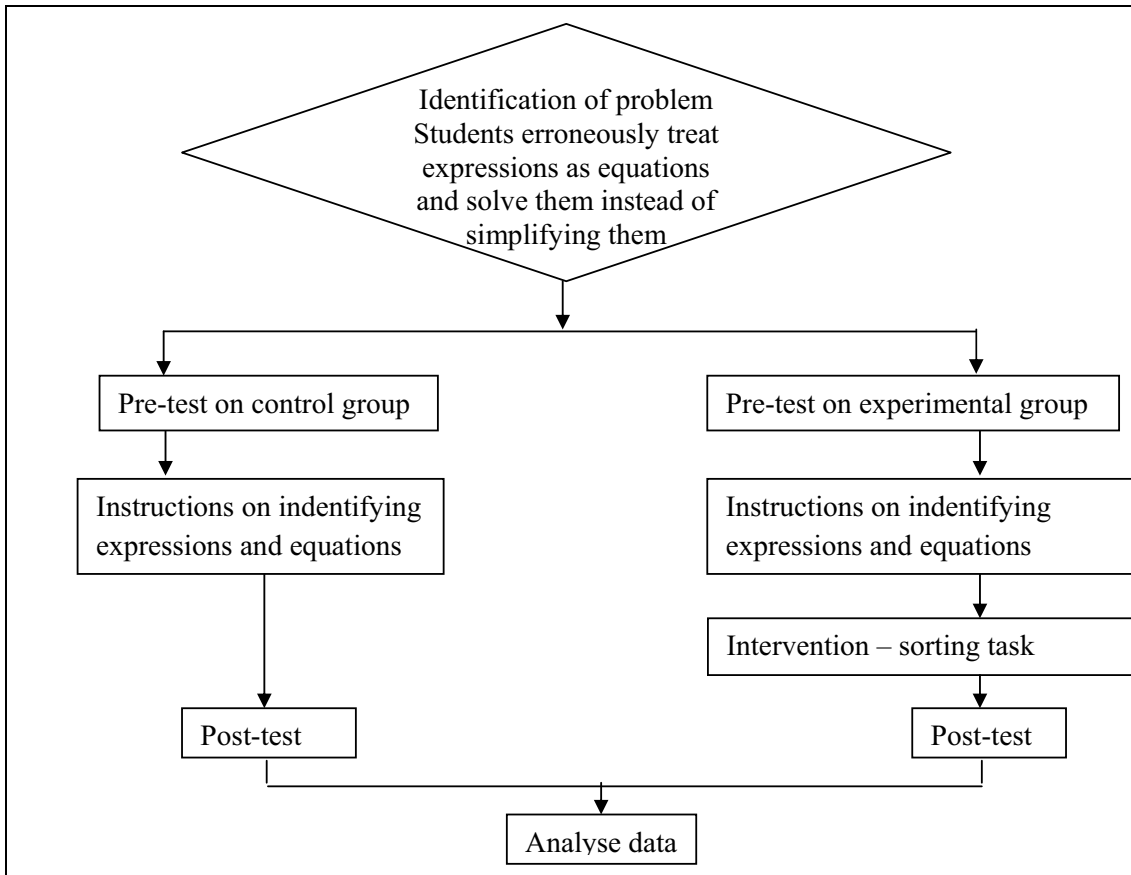 Identification of problem
Students erroneously treat
expressions as equations
and solve them instead of
simplifying them
Pre-test on control group
Pre-test on experimental group
Instructions on indentifying
expressions and equations
Instructions on indentifying
expressions and equations
Intervention – sorting task
Post-test
Post-test
Analyse data